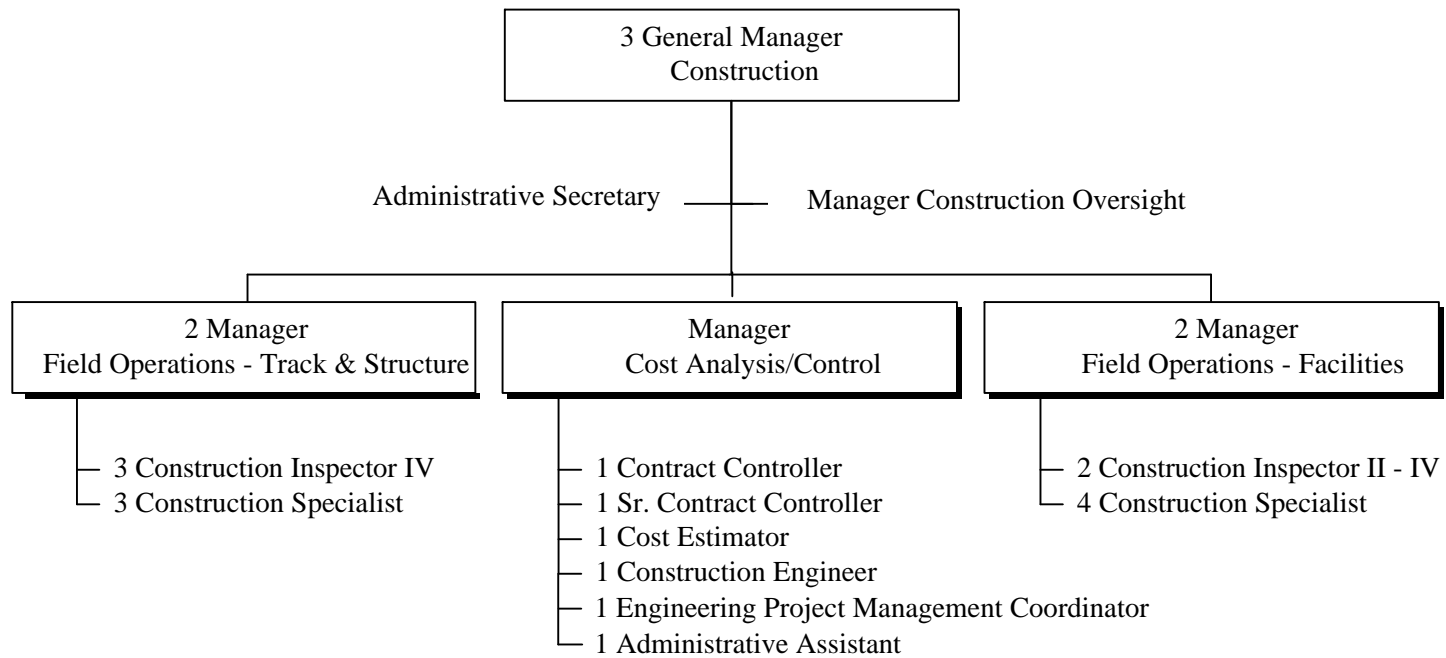 3 General Manager
Construction
Administrative Secretary
Manager Construction Oversight
2 Manager
Field Operations - Track & Structure
Manager
Cost Analysis/Control
2 Manager
Field Operations - Facilities
3 Construction Inspector IV
3 Construction Specialist
1 Contract Controller
1 Sr. Contract Controller
1 Cost Estimator
1 Construction Engineer
1 Engineering Project Management Coordinator
1 Administrative Assistant
2 Construction Inspector II - IV
4 Construction Specialist